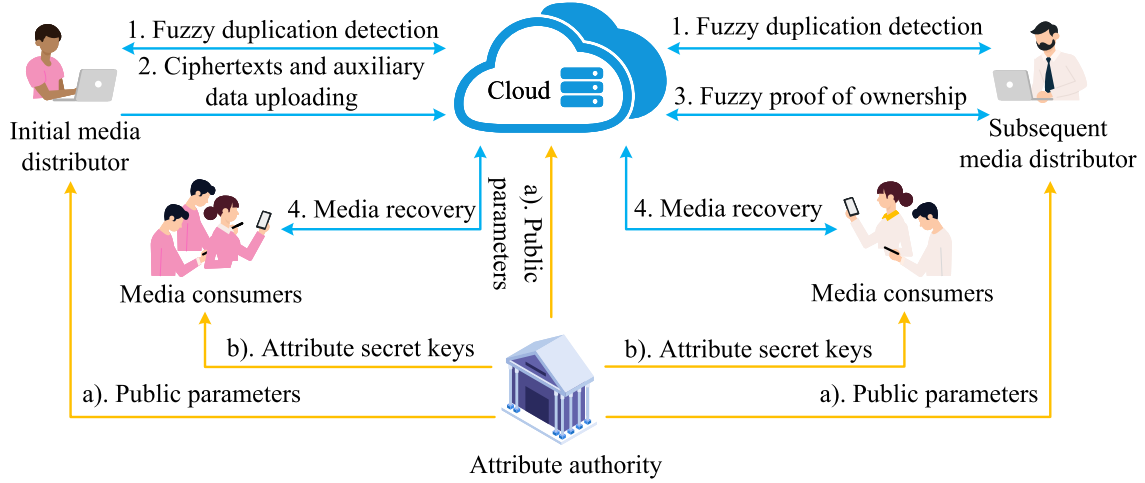 1. Fuzzy duplication detection
2. Ciphertexts and auxiliary
data uploading
Initial media
distributor
Cloud
1. Fuzzy duplication detection
3. Fuzzy proof of ownership
Subsequent
media distributor
4. Media recovery
Media consumers
a). Public
parameters
4. Media recovery
Media consumers
b). Attribute secret keys
b). Attribute secret keys
a). Public parameters
a). Public parameters
Attribute authority